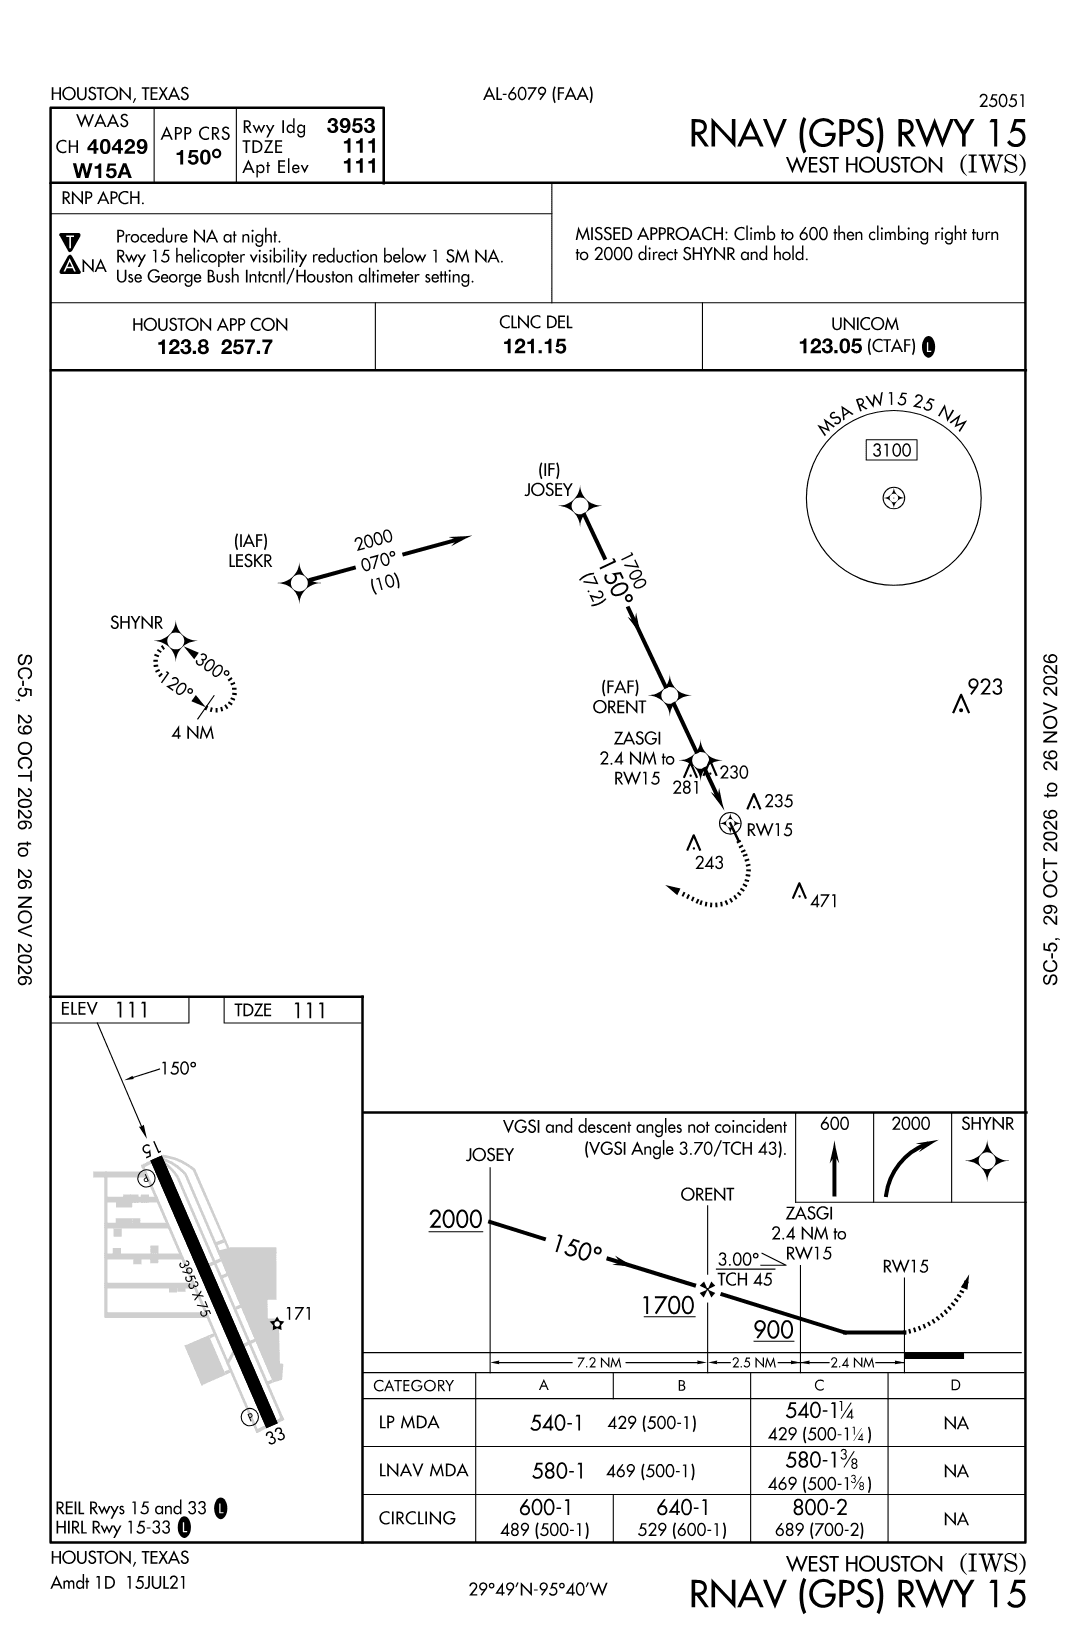 HOUSTON, TEXAS
AL-6079 (FAA)
25051
RNAV (GPS) RWY 15
WEST HOUSTON (IWS)
WAAS
CH 40429
W15A
APP CRS
150°
Rwy ldg 3953
TDZE 111
Apt Elev 111
RNP APCH.
T
A NA
Procedure NA at night.
Rwy 15 helicopter visibility reduction below 1 SM NA.
Use George Bush Intcntl/Houston altimeter setting.
MISSED APPROACH: Climb to 600 then climbing right turn
to 2000 direct SHYNR and hold.
HOUSTON APP CON
123.8 257.7
CLNC DEL
121.15
UNICOM
123.05 (CTAF) L
MSA RW15 25 NM
3100
(IF)
JOSEY
(IAF)
LESKR
2000
070°
(10)
1700
150°
(7.2)
SHYNR
300°
120°
4 NM
(FAF)
ORENT
923
ZASGI
2.4 NM to
RW15
281
230
235
RW15
243
471
SC-5, 29 OCT 2026 to 26 NOV 2026
SC-5, 29 OCT 2026 to 26 NOV 2026
ELEV 111
TDZE 111
150°
15
P
3953 X 75
171
P
33
REIL Rwys 15 and 33 L
HIRL Rwy 15-33 L
VGSI and descent angles not coincident
(VGSI Angle 3.70/TCH 43).
600
2000
SHYNR
JOSEY
2000
150°
ORENT
1700
3.00°
TCH 45
ZASGI
2.4 NM to
RW15
900
RW15
7.2 NM
2.5 NM
2.4 NM
CATEGORY A B C D
LP MDA 540-1 429 (500-1) 540-1¼ 429 (500-1¼) NA
LNAV MDA 580-1 469 (500-1) 580-1⅜ 469 (500-1⅜) NA
CIRCLING 600-1 489 (500-1) 640-1 529 (600-1) 800-2 689 (700-2) NA
HOUSTON, TEXAS
Amdt 1D 15JUL21
29°49'N-95°40'W
WEST HOUSTON (IWS)
RNAV (GPS) RWY 15